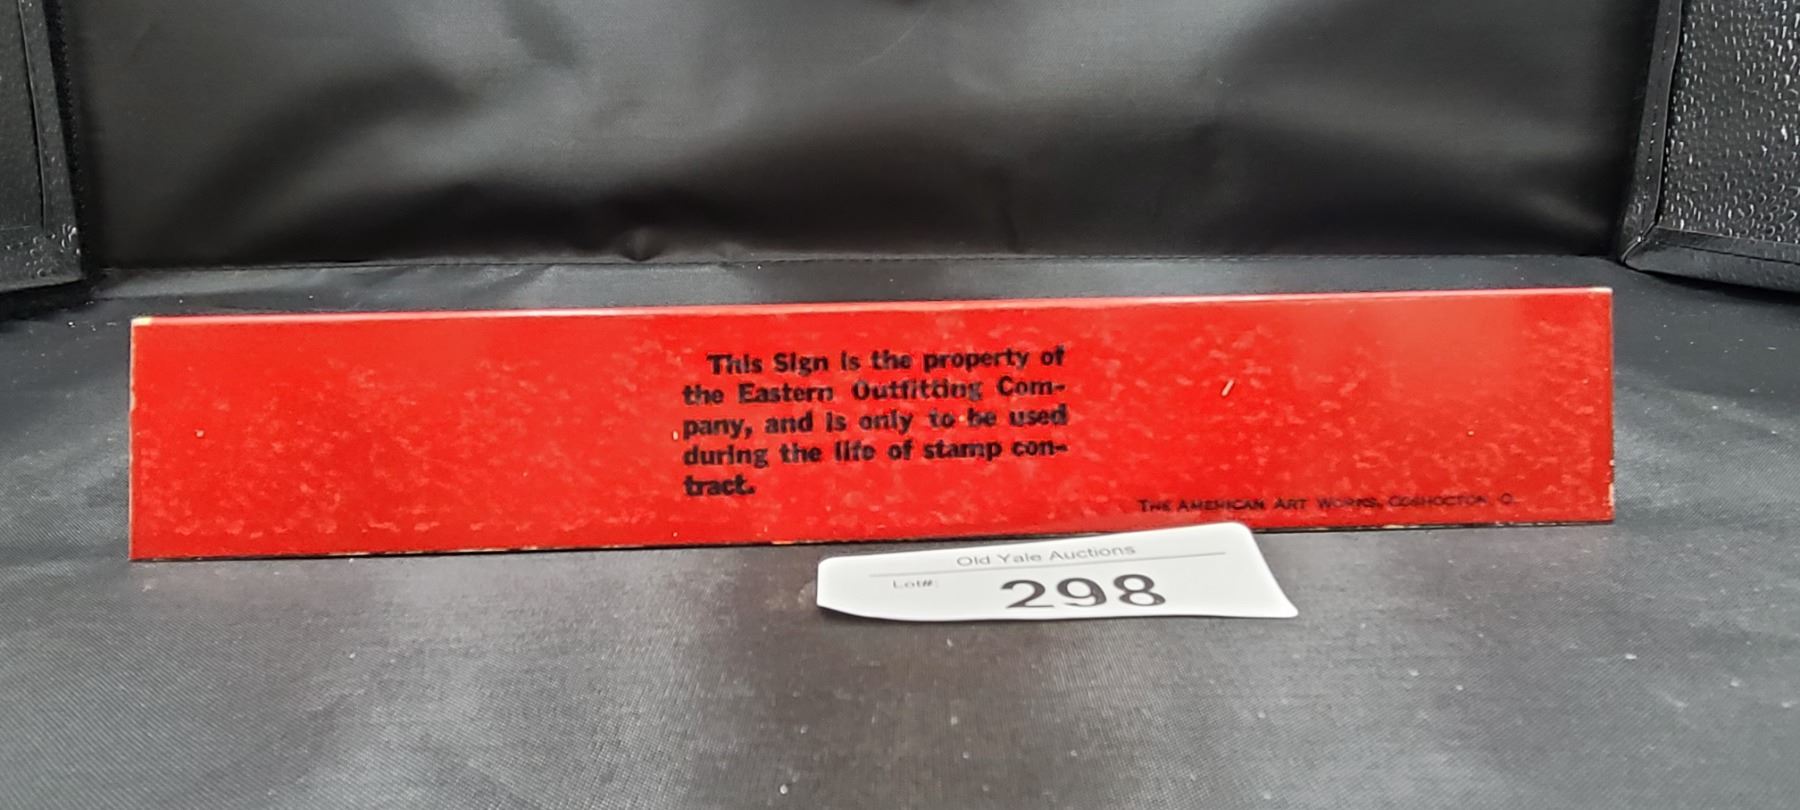 This Sign is the property of
the Eastern Outfitting Com-
pany, and is only to be used
during the life of stamp con-
tract.
THE AMERICAN ART WORKS, COSHOCTON O.
Old Yale Auctions
Lot#:
298